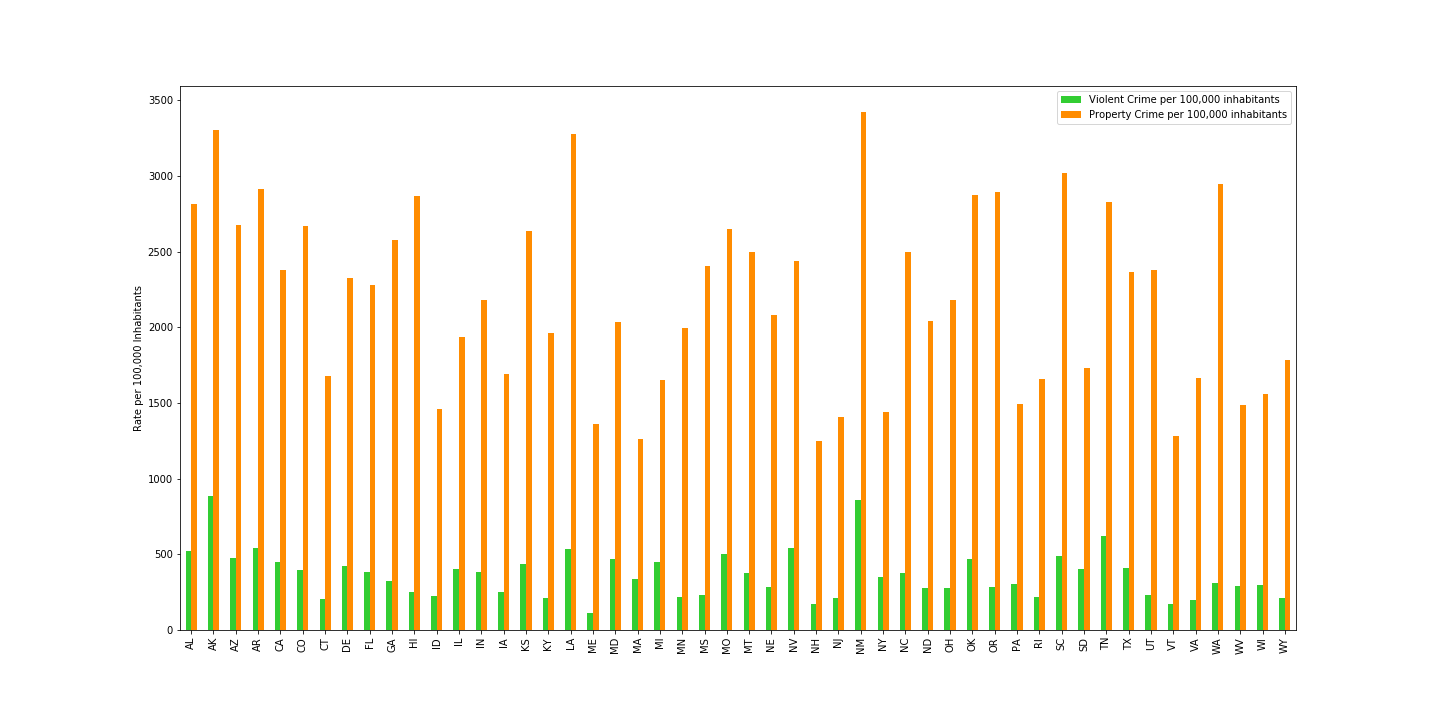 Violent Crime per 100,000 inhabitants
Property Crime per 100,000 inhabitants
3500
3000
2500
2000
1500
1000
500
0
Rate per 100,000 Inhabitants
AL AK AZ AR CA CO CT DE FL GA HI ID IL IN IA KS KY LA ME MD MA MI MN MS MO MT NE NV NH NJ NM NY NC ND OH OK OR PA RI SC SD TN TX UT VT VA WA WV WI WY